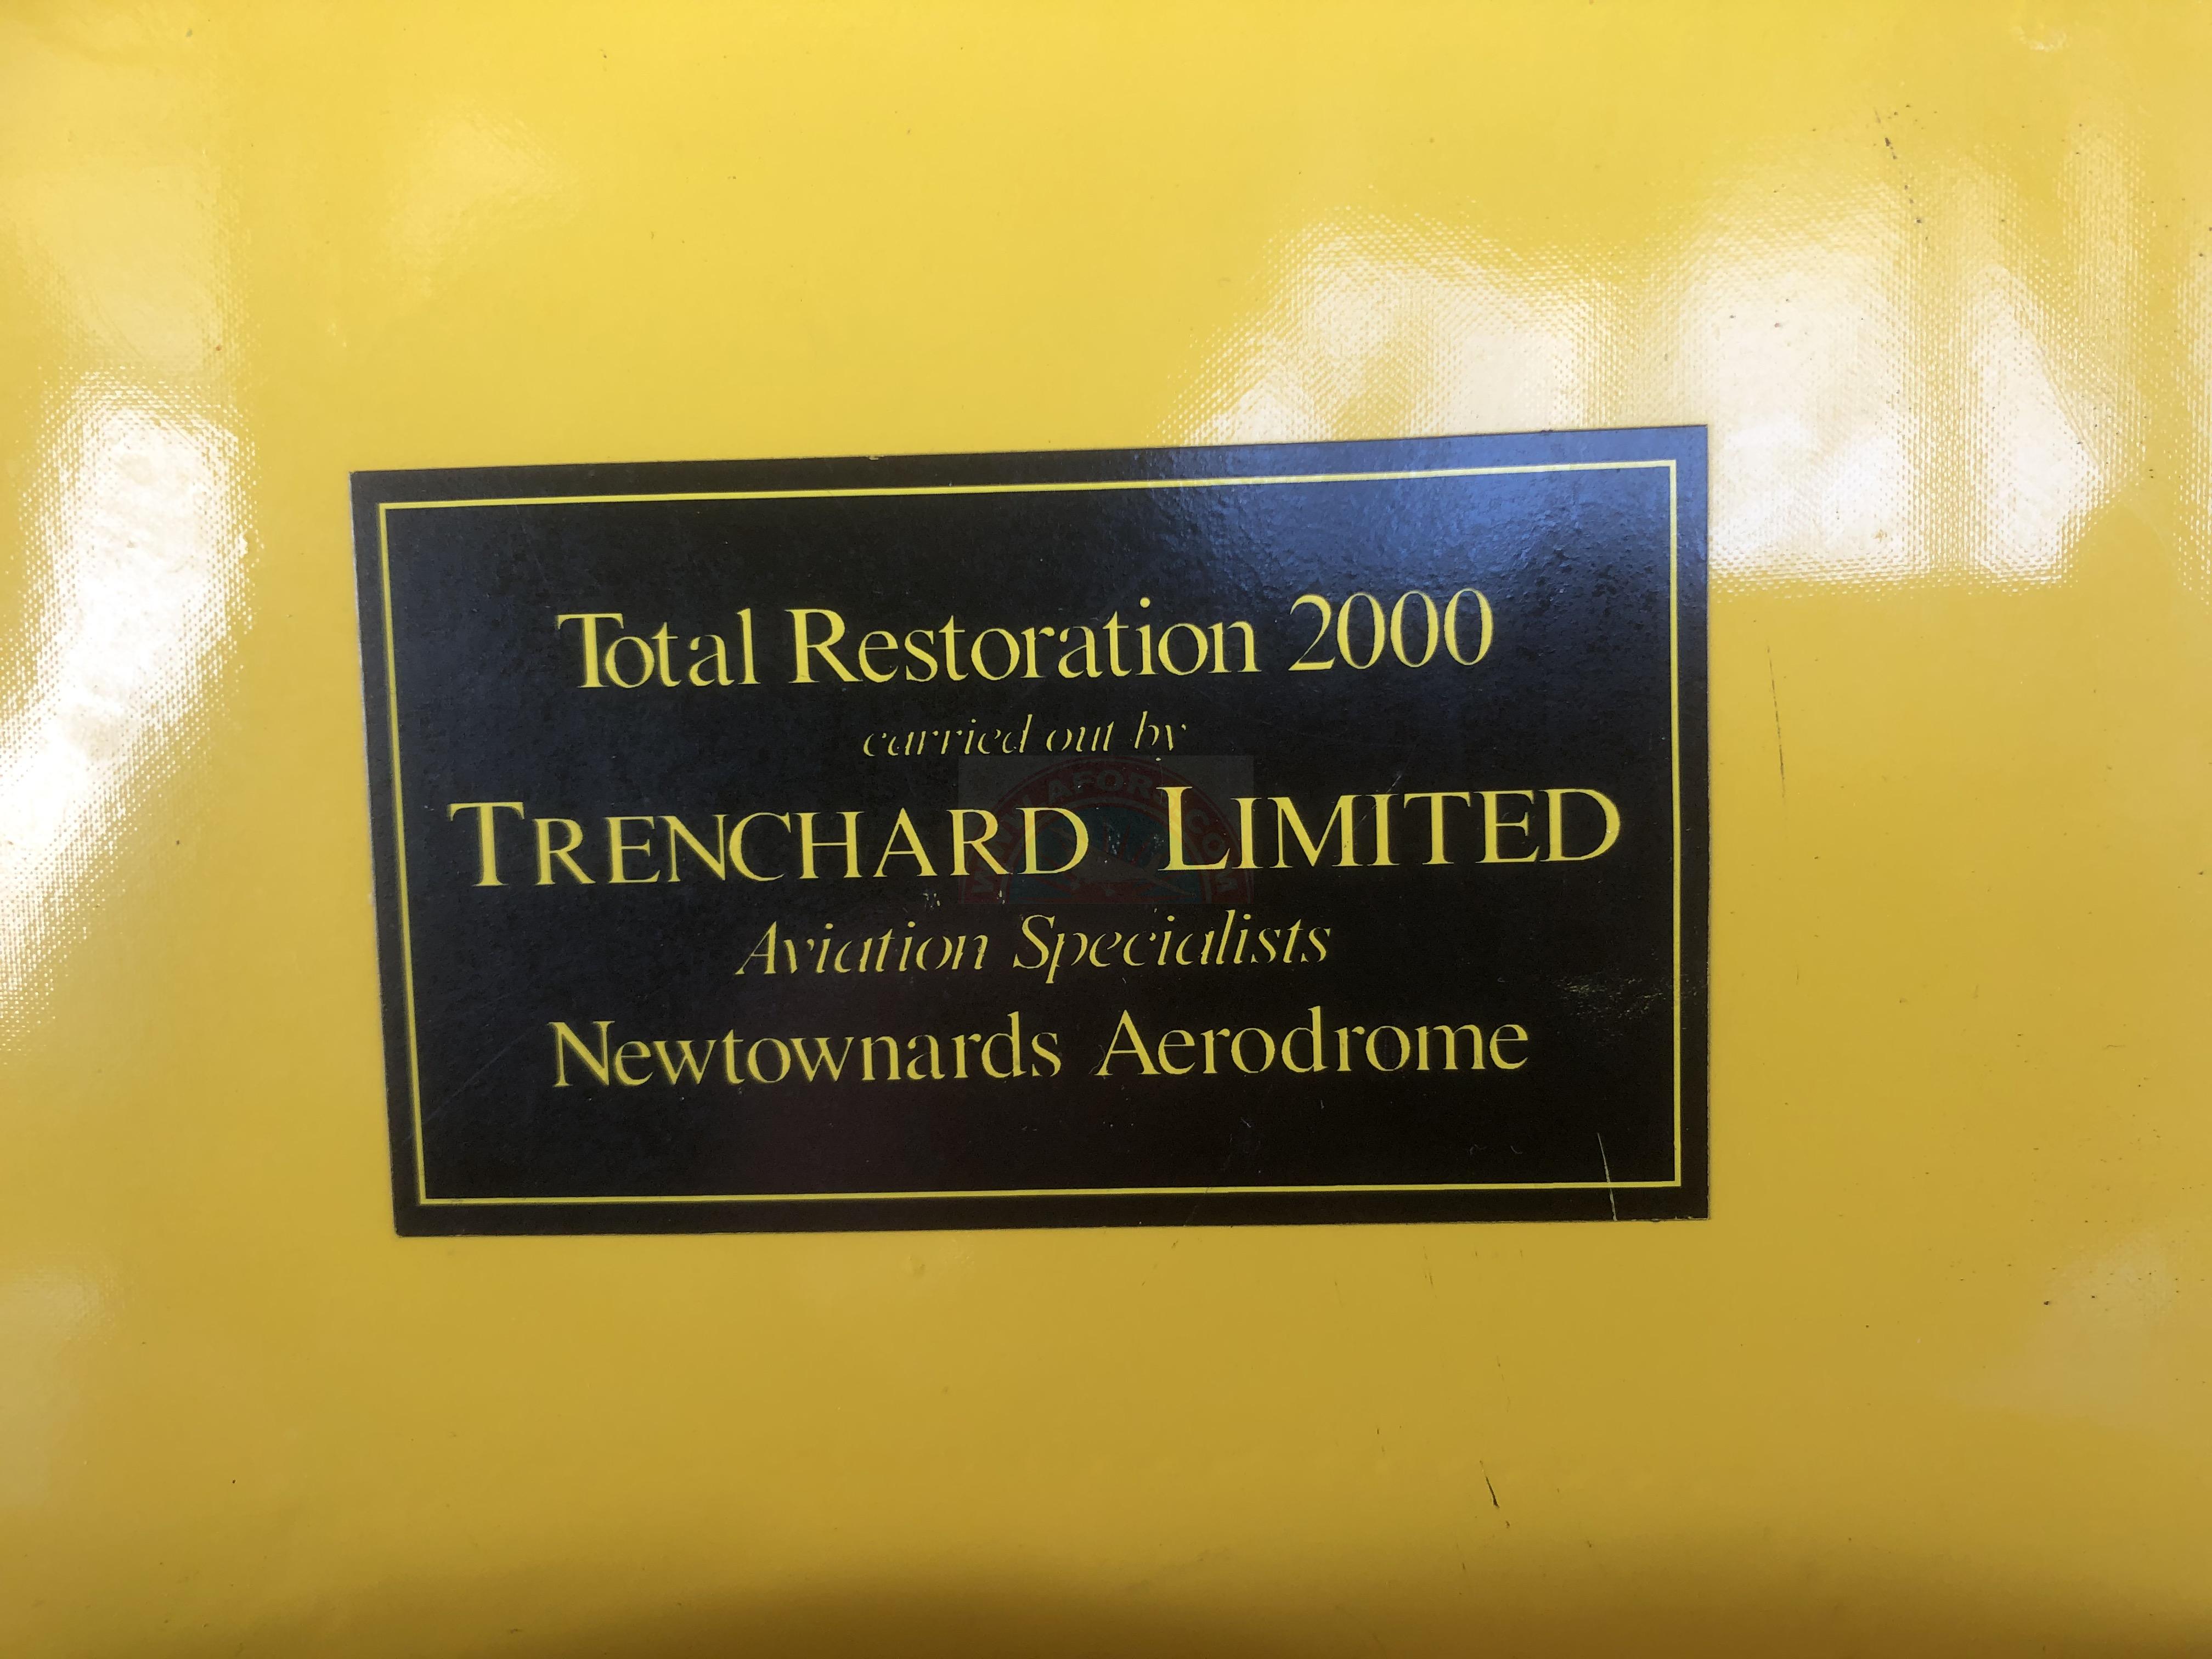 Total Restoration 2000
carried out by
TRENCHARD LIMITED
Aviation Specialists
Newtownards Aerodrome